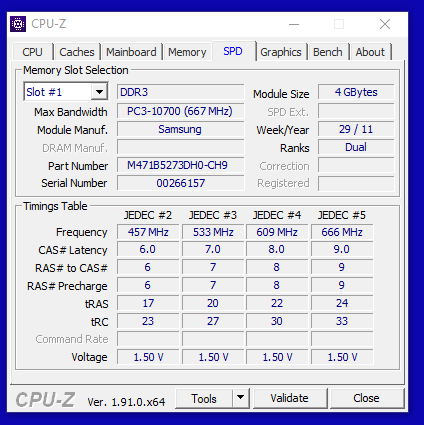 CPU-Z
CPU Caches Mainboard Memory SPD Graphics Bench About
Memory Slot Selection
Slot #1 DDR3 Module Size 4 GBytes
Max Bandwidth PC3-10700 (667 MHz) SPD Ext.
Module Manuf. Samsung Week/Year 29 / 11
DRAM Manuf. Ranks Dual
Part Number M471B5273DH0-CH9 Correction
Serial Number 00266157 Registered
Timings Table
JEDEC #2 JEDEC #3 JEDEC #4 JEDEC #5
Frequency 457 MHz 533 MHz 609 MHz 666 MHz
CAS# Latency 6.0 7.0 8.0 9.0
RAS# to CAS# 6 7 8 9
RAS# Precharge 6 7 8 9
tRAS 17 20 22 24
tRC 23 27 30 33
Command Rate
Voltage 1.50 V 1.50 V 1.50 V 1.50 V
CPU-Z Ver. 1.91.0.x64 Tools Validate Close